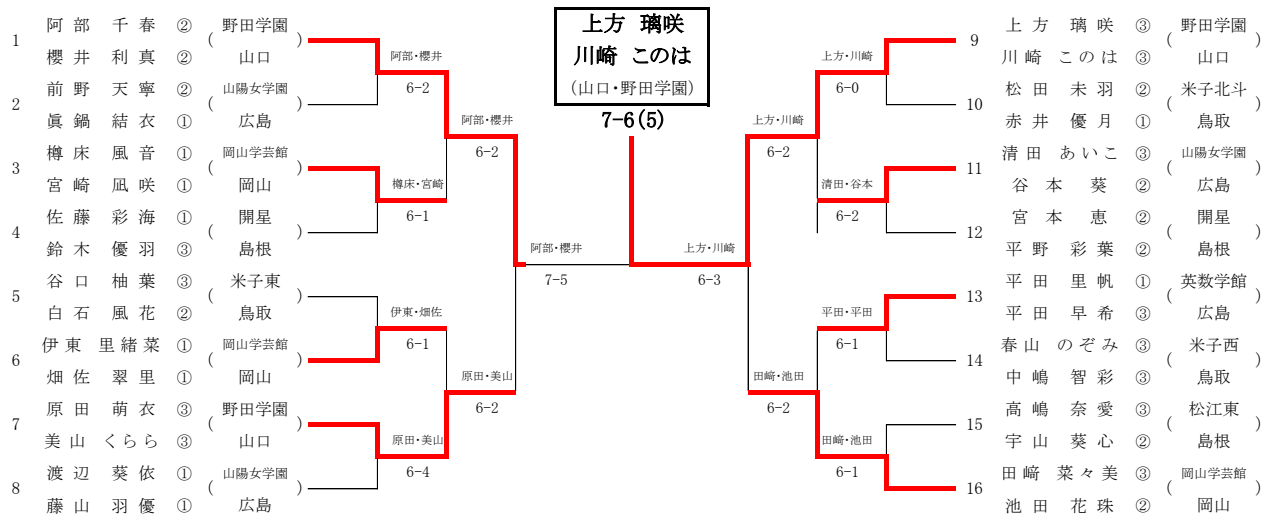 上方 璃咲
川崎 このは
(山口・野田学園)
7-6(5)
1 阿部 千春 ② (野田学園)
櫻井 利真 ② 山口
2 前野 天寧 ② (山陽女学園)
眞鍋 結衣 ① 広島
3 樽床 風音 ① (岡山学芸館)
宮崎 凪咲 ① 岡山
4 佐藤 彩海 ① (開星)
鈴木 優羽 ③ 島根
5 谷口 柚葉 ③ (米子東)
白石 風花 ② 鳥取
6 伊東 里緒菜 ① (岡山学芸館)
畑佐 翠里 ① 岡山
7 原田 萌衣 ③ (野田学園)
美山 くらら ③ 山口
8 渡辺 葵依 ① (山陽女学園)
藤山 羽優 ① 広島
阿部・櫻井
6-2
樽床・宮崎
6-1
伊東・畑佐
6-1
原田・美山
6-4
阿部・櫻井
6-2
原田・美山
6-2
阿部・櫻井
7-5
上方・川崎
6-3
上方・川崎
6-2
田﨑・池田
6-2
上方・川崎
6-0
清田・谷本
6-2
平田・平田
6-1
田﨑・池田
6-1
9 上方 璃咲 ③ (野田学園)
川崎 このは ③ 山口
10 松田 未羽 ② (米子北斗)
赤井 優月 ① 鳥取
11 清田 あいこ ③ (山陽女学園)
谷本 葵 ② 広島
12 宮本 恵 ② (開星)
平野 彩葉 ② 島根
13 平田 里帆 ① (英数学館)
平田 早希 ③ 広島
14 春山 のぞみ ③ (米子西)
中嶋 智彩 ③ 鳥取
15 高嶋 奈愛 ③ (松江東)
宇山 葵心 ② 島根
16 田﨑 菜々美 ③ (岡山学芸館)
池田 花珠 ② 岡山